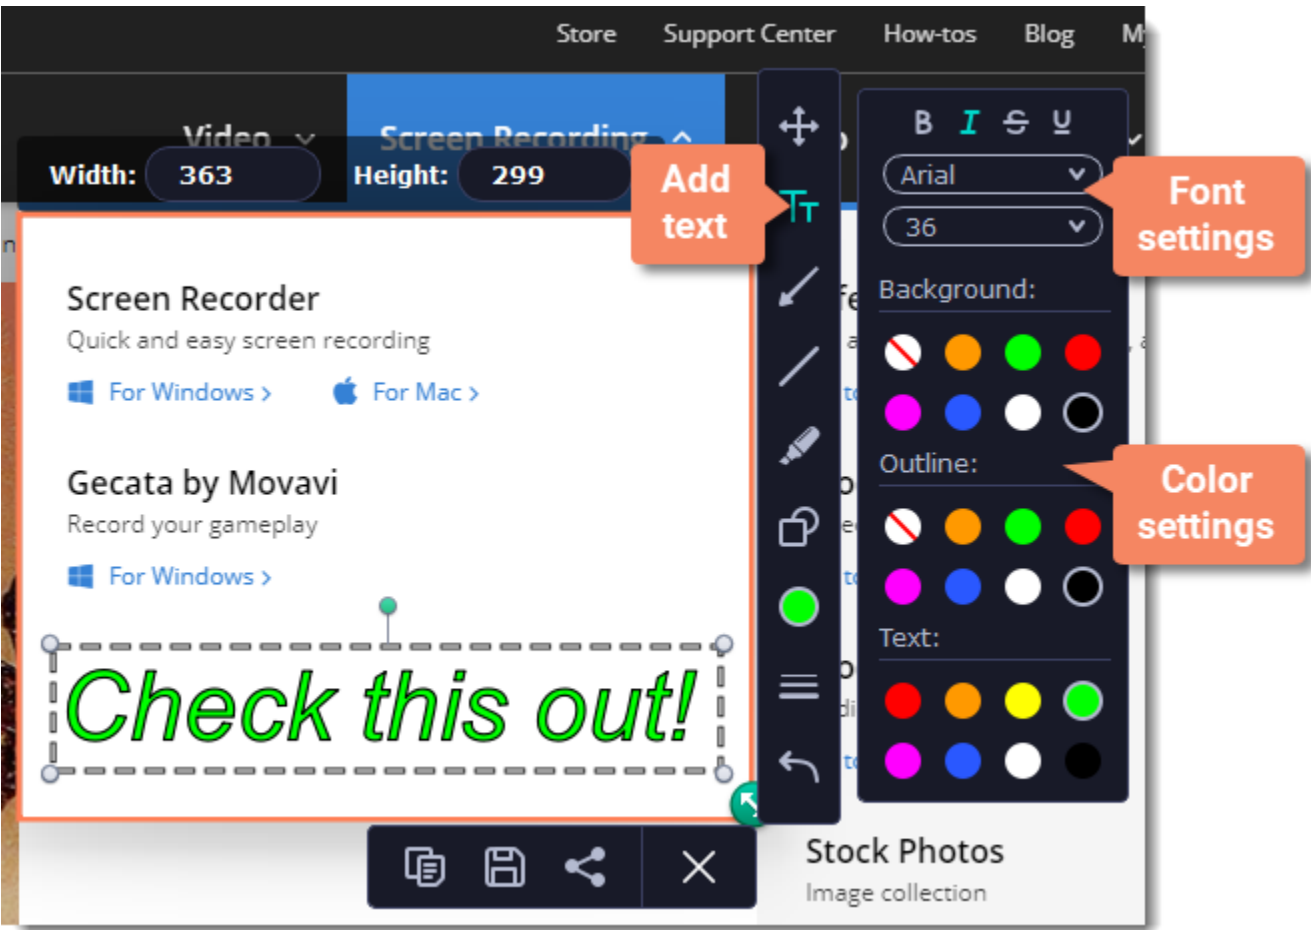 Store Support Center How-tos Blog
Video Screen Recording
Width: 363 Height: 299
Add
text
B I S U
Arial
36
Font
settings
Background:
Screen Recorder
Quick and easy screen recording
For Windows > For Mac >
Outline:
Color
settings
Gecata by Movavi
Record your gameplay
For Windows >
Text:
Check this out!
Stock Photos
Image collection